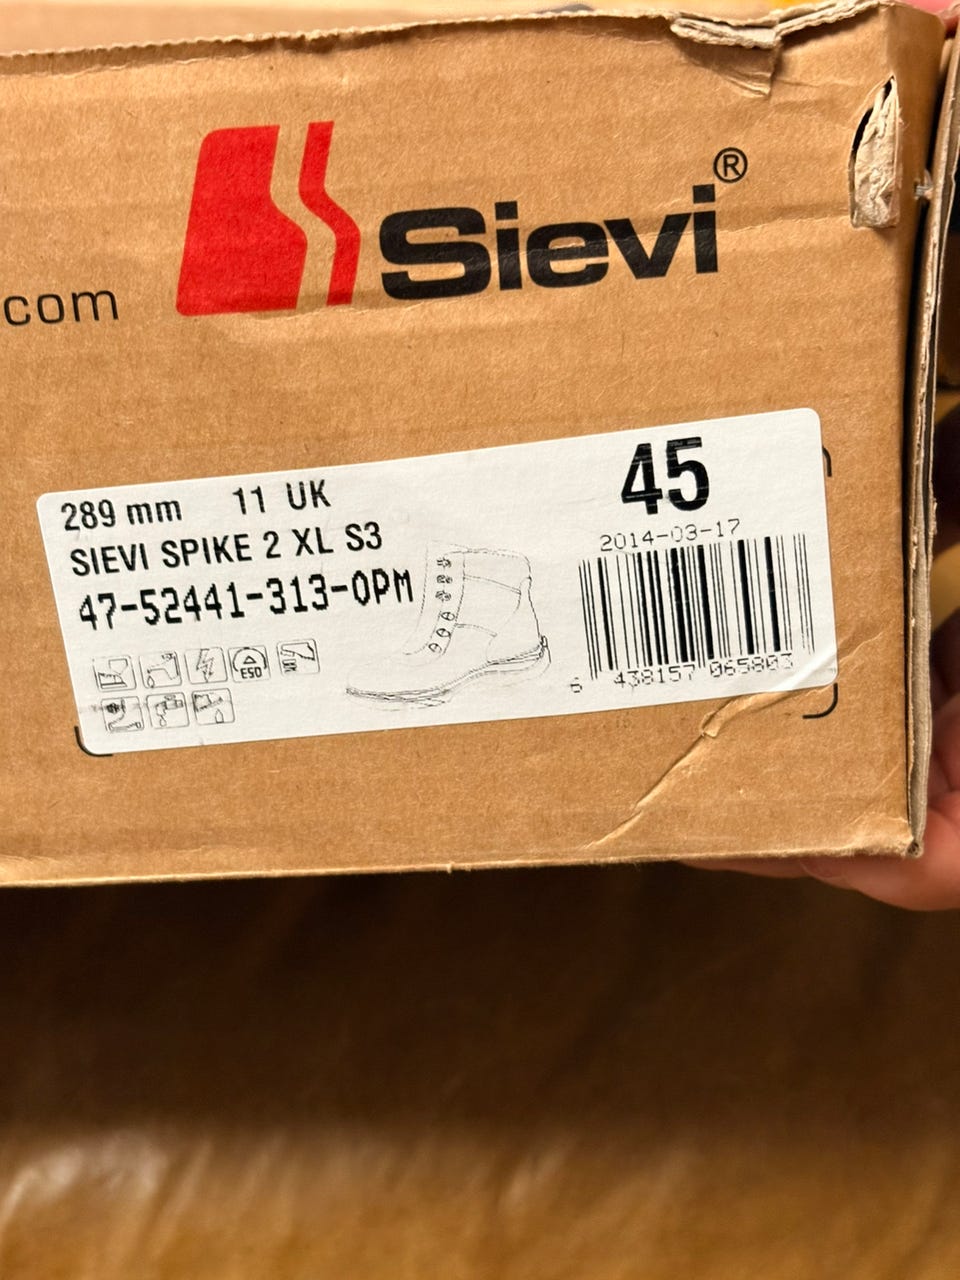 .com
Sievi®
289 mm 11 UK
SIEVI SPIKE 2 XL S3
47-52441-313-0PM
ESD
45
2014-03-17
6 438157 065803